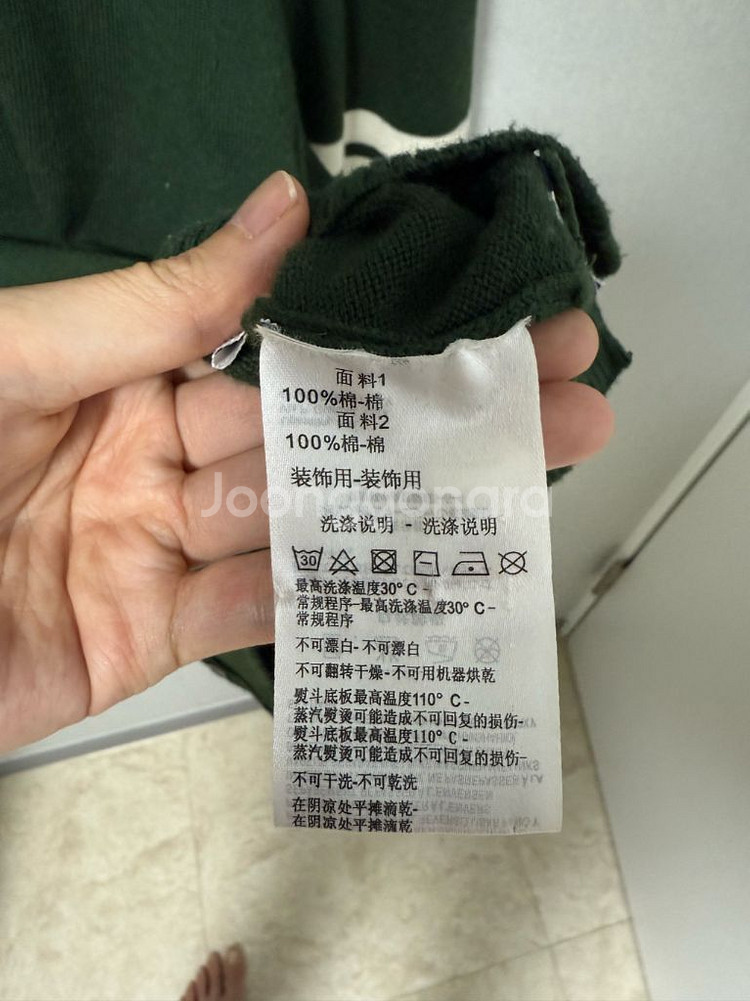 面料1
100%棉-棉
面料2
100%棉-棉
装饰用-装饰用
Joonggongra
洗涤说明 - 洗涤说明
30
最高洗涤温度30° C -
常规程序-最高洗涤温度30° C -
常规程序
不可漂白-不可漂白
不可翻转干燥-不可用机器烘乾
熨斗底板最高温度110° C -
蒸汽熨烫可能造成不可回复的损伤-
熨斗底板最高温度110° C -
蒸汽熨烫可能造成不可回复的损伤-
不可干洗-不可乾洗
在阴凉处平摊滴乾-
在阴凉处平摊滴乾